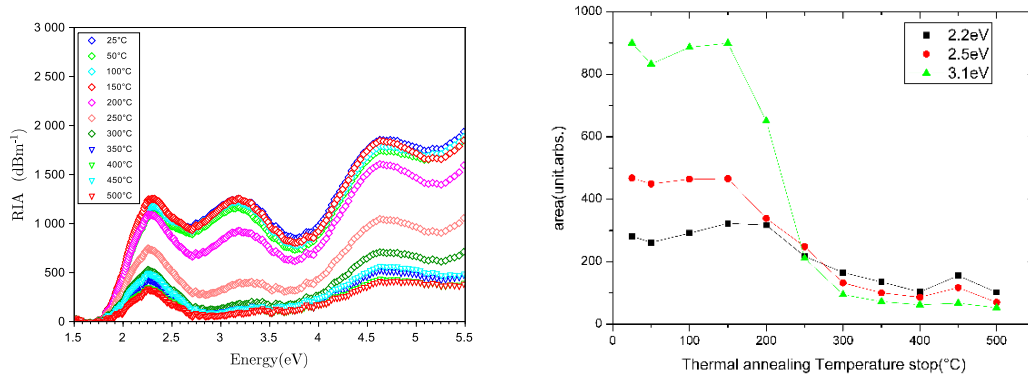 3 000
2 500
2 000
1 500
1 000
500
0
RIA (dBm-1)
25°C
50°C
100°C
150°C
200°C
250°C
300°C
350°C
400°C
450°C
500°C
1.5 2 2.5 3 3.5 4 4.5 5 5.5
Energy(eV)
1000
800
600
400
200
0
area(unit.arbs.)
2.2eV
2.5eV
3.1eV
0 100 200 300 400 500
Thermal annealing Temperature stop(°C)